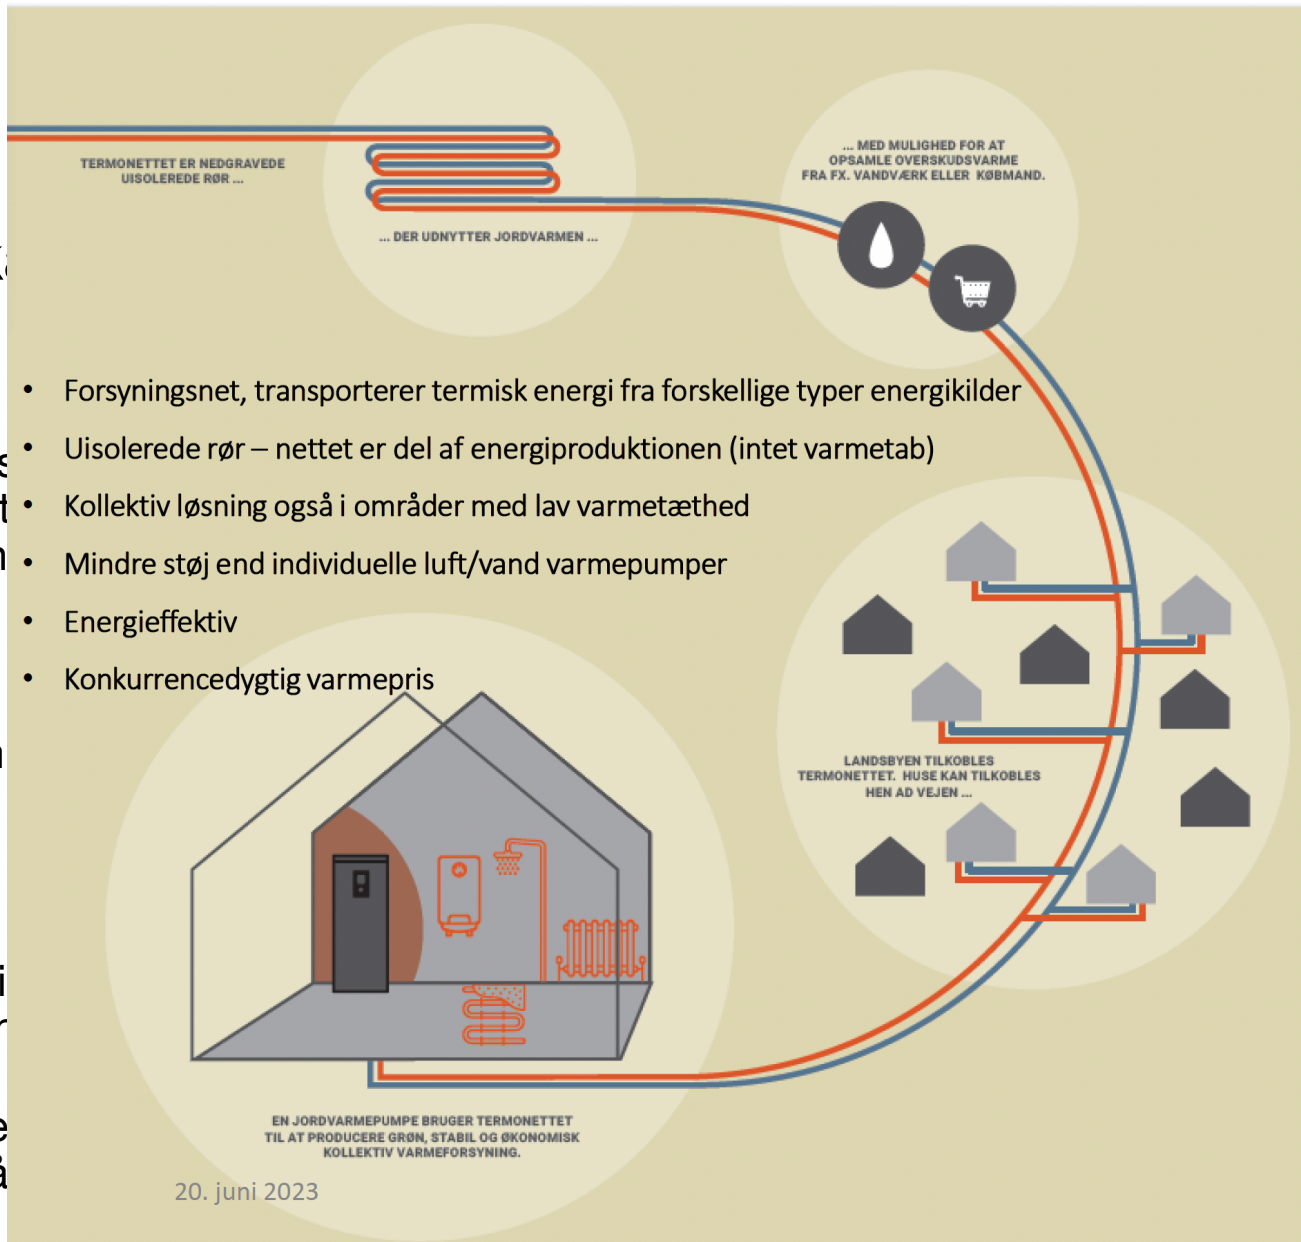 TERMONETTET ER NEDGRAVEDE
UISOLEREDE RØR ...
... DER UDNYTTER JORDVARMEN ...
... MED MULIGHED FOR AT
OPSAMLE OVERSKUDSVARME
FRA FX. VANDVÆRK ELLER KØBMAND.
• Forsyningsnet, transporterer termisk energi fra forskellige typer energikilder
• Uisolerede rør – nettet er del af energiproduktionen (intet varmetab)
• Kollektiv løsning også i områder med lav varmetæthed
• Mindre støj end individuelle luft/vand varmepumper
• Energieffektiv
• Konkurrencedygtig varmepris
LANDSBYEN TILKOBLES
TERMONETTET. HUSE KAN TILKOBLES
HEN AD VEJEN ...
EN JORDVARMEPUMPE BRUGER TERMONETTET
TIL AT PRODUCERE GRØN, STABIL OG ØKONOMISK
KOLLEKTIV VARMEFORSYNING.
20. juni 2023